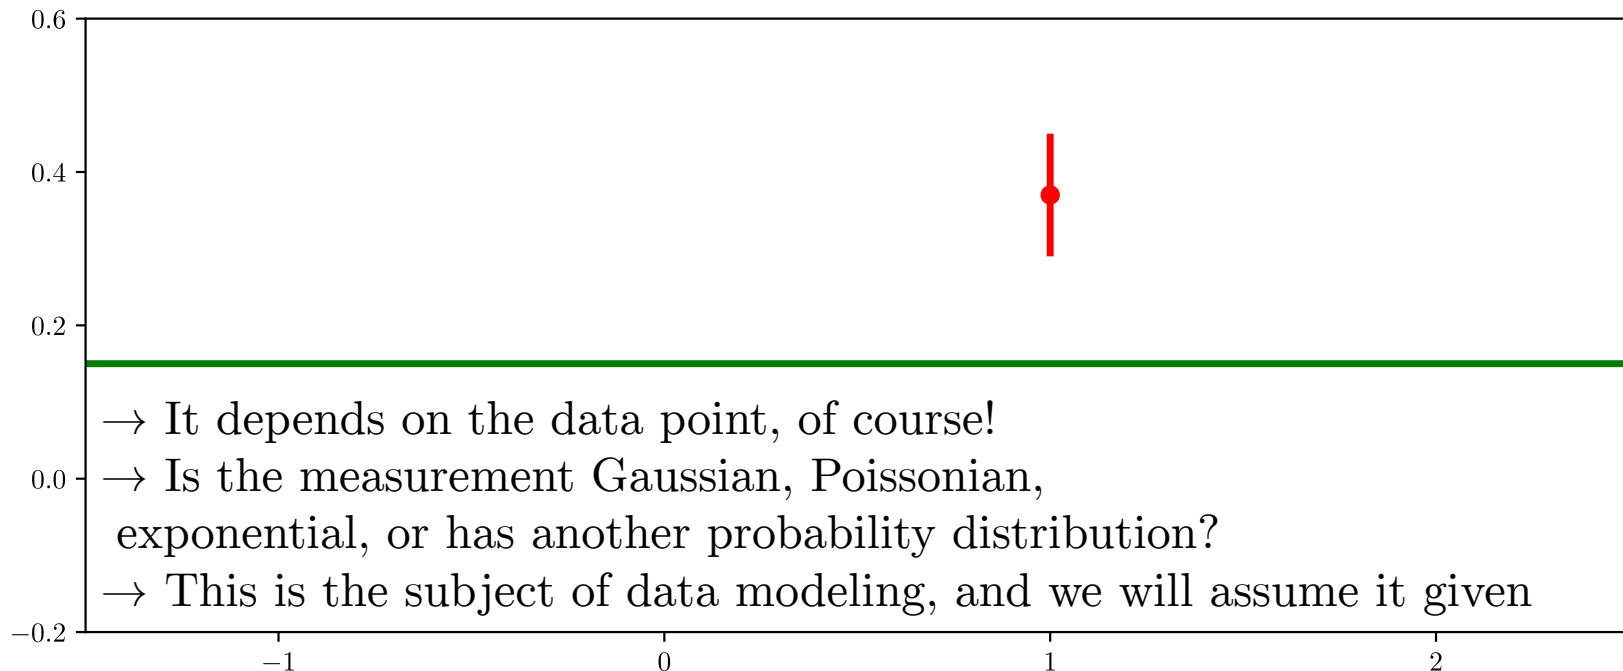 0.6
0.4
0.2
→ It depends on the data point, of course!
0.0 → Is the measurement Gaussian, Poissonian,
exponential, or has another probability distribution?
→ This is the subject of data modeling, and we will assume it given
−0.2
−1 0 1 2